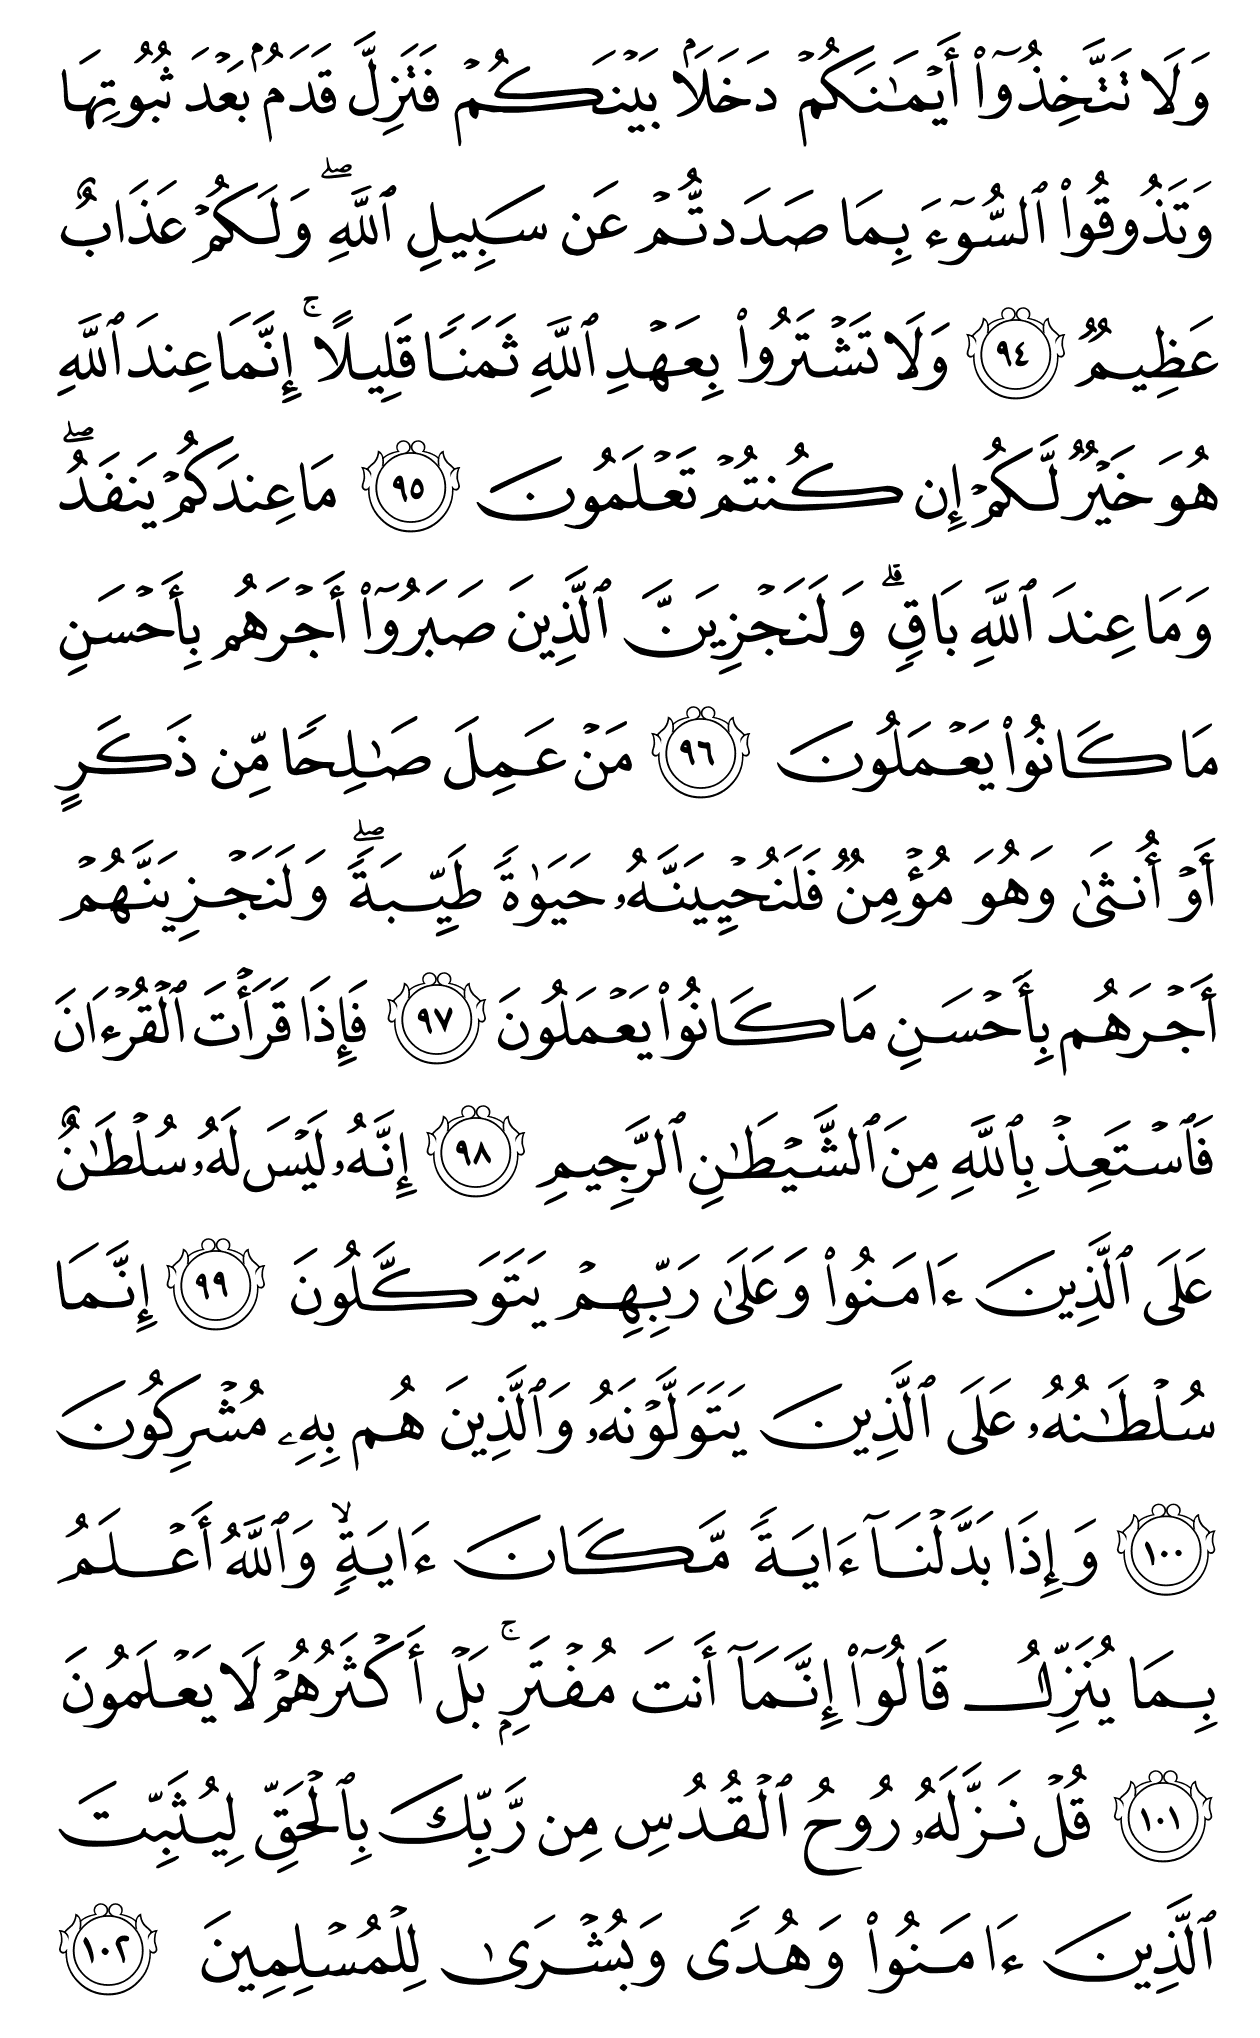 وَلَا تَتَّخِذُوٓا۟ أَيْمَـٰنَكُمْ دَخَلًۢا بَيْنَكُمْ فَتَزِلَّ قَدَمٌۢ بَعْدَ ثُبُوتِهَا
وَتَذُوقُوا۟ ٱلسُّوٓءَ بِمَا صَدَدتُّمْ عَن سَبِيلِ ٱللَّهِ ۖ وَلَكُمْ عَذَابٌ
عَظِيمٌ ٩٤ وَلَا تَشْتَرُوا۟ بِعَهْدِ ٱللَّهِ ثَمَنًا قَلِيلًا ۚ إِنَّمَا عِندَ ٱللَّهِ
هُوَ خَيْرٌ لَّكُمْ إِن كُنتُمْ تَعْلَمُونَ ٩٥ مَا عِندَكُمْ يَنفَدُ ۖ
وَمَا عِندَ ٱللَّهِ بَاقٍ ۗ وَلَنَجْزِيَنَّ ٱلَّذِينَ صَبَرُوٓا۟ أَجْرَهُم بِأَحْسَنِ
مَا كَانُوا۟ يَعْمَلُونَ ٩٦ مَنْ عَمِلَ صَـٰلِحًا مِّن ذَكَرٍ
أَوْ أُنثَىٰ وَهُوَ مُؤْمِنٌ فَلَنُحْيِيَنَّهُۥ حَيَوٰةً طَيِّبَةً ۖ وَلَنَجْزِيَنَّهُمْ
أَجْرَهُم بِأَحْسَنِ مَا كَانُوا۟ يَعْمَلُونَ ٩٧ فَإِذَا قَرَأْتَ ٱلْقُرْءَانَ
فَٱسْتَعِذْ بِٱللَّهِ مِنَ ٱلشَّيْطَـٰنِ ٱلرَّجِيمِ ٩٨ إِنَّهُۥ لَيْسَ لَهُۥ سُلْطَـٰنٌ
عَلَى ٱلَّذِينَ ءَامَنُوا۟ وَعَلَىٰ رَبِّهِمْ يَتَوَكَّلُونَ ٩٩ إِنَّمَا
سُلْطَـٰنُهُۥ عَلَى ٱلَّذِينَ يَتَوَلَّوْنَهُۥ وَٱلَّذِينَ هُم بِهِۦ مُشْرِكُونَ
١٠٠ وَإِذَا بَدَّلْنَآ ءَايَةً مَّكَانَ ءَايَةٍ ۙ وَٱللَّهُ أَعْلَمُ
بِمَا يُنَزِّلُ قَالُوٓا۟ إِنَّمَآ أَنتَ مُفْتَرٍۭ ۚ بَلْ أَكْثَرُهُمْ لَا يَعْلَمُونَ
١٠١ قُلْ نَزَّلَهُۥ رُوحُ ٱلْقُدُسِ مِن رَّبِّكَ بِٱلْحَقِّ لِيُثَبِّتَ
ٱلَّذِينَ ءَامَنُوا۟ وَهُدًى وَبُشْرَىٰ لِلْمُسْلِمِينَ ١٠٢